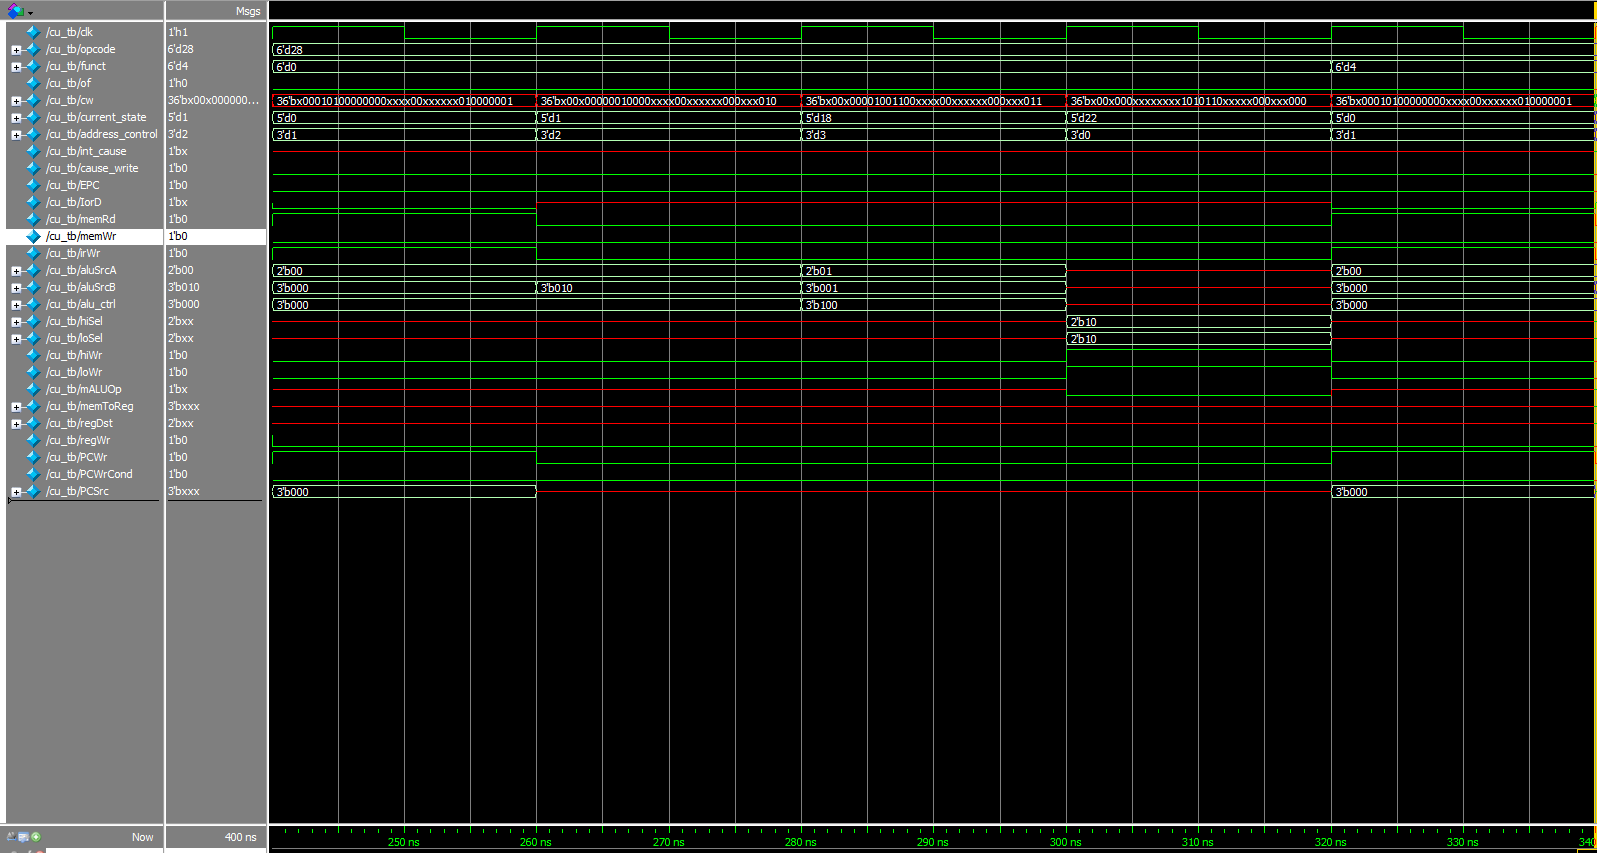 Msgs
/cu_tb/clk 1'h1
/cu_tb/opcode 6'd28 6'd28
/cu_tb/funct 6'd4 6'd0 6'd4
/cu_tb/of 1'h0
/cu_tb/cw 36'bx00x000000... 36'bx00010100000000xxxx00xxxxxx010000001 36'bx00x00000010000xxxx00xxxxxx000xxx010 36'bx00x00001001100xxxx00xxxxxx000xxx011 36'bx00x000xxxxxxxx1010110xxxxx000xxx000 36'bx00010100000000xxxx00xxxxxx010000001
/cu_tb/current_state 5'd1 5'd0 5'd1 5'd18 5'd22 5'd0
/cu_tb/address_control 3'd2 3'd1 3'd2 3'd3 3'd0 3'd1
/cu_tb/int_cause 1'bx
/cu_tb/cause_write 1'b0
/cu_tb/EPC 1'b0
/cu_tb/IorD 1'bx
/cu_tb/memRd 1'b0
/cu_tb/memWr 1'b0
/cu_tb/irWr 1'b0
/cu_tb/aluSrcA 2'b00 2'b00 2'b01 2'b00
/cu_tb/aluSrcB 3'b010 3'b000 3'b010 3'b001 3'b000
/cu_tb/alu_ctrl 3'b000 3'b000 3'b100 3'b000
/cu_tb/hiSel 2'bxx 2'b10
/cu_tb/loSel 2'bxx 2'b10
/cu_tb/hiWr 1'b0
/cu_tb/loWr 1'b0
/cu_tb/mALUOp 1'bx
/cu_tb/memToReg 3'bxxx
/cu_tb/regDst 2'bxx
/cu_tb/regWr 1'b0
/cu_tb/PCWr 1'b0
/cu_tb/PCWrCond 1'b0
/cu_tb/PCSrc 3'bxxx 3'b000 3'b000
Now 400 ns 250 ns 260 ns 270 ns 280 ns 290 ns 300 ns 310 ns 320 ns 330 ns 340